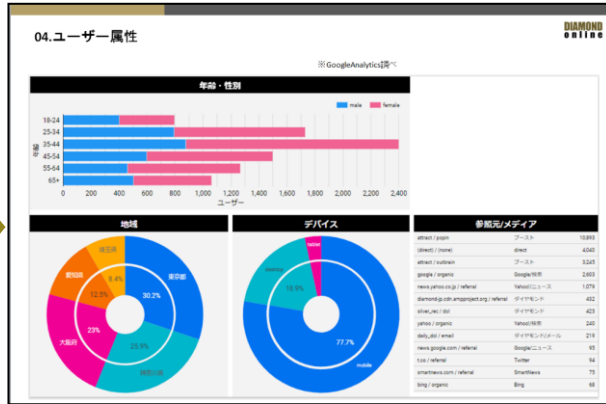 04.ユーザー属性
DIAMOND
online
※GoogleAnalytics調べ
年齢・性別
male
female
年齢
18-24
25-34
35-44
45-54
55-64
65+
0 200 400 600 800 1,000 1,200 1,400 1,600 1,800 2,000 2,200 2,400
ユーザー
地域
東京都
30.2%
神奈川県
25.9%
大阪府
23%
愛知県
12.5%
埼玉県
8.4%
デバイス
mobile
77.7%
desktop
18.9%
tablet
参照元/メディア
attract / popin ブースト 10,893
(direct) / (none) direct 4,040
attract / outbrain ブースト 3,245
google / organic Google/検索 2,603
news.yahoo.co.jp / referral Yahoo!ニュース 1,079
diamond-jp.cdn.ampproject.org / referral ダイヤモンド 432
silver_rec / dol ダイヤモンド 423
yahoo / organic Yahoo!検索 240
daily_dol / email ダイヤモンド/メール 219
news.google.com / referral Googleニュース 95
t.co / referral Twitter 94
smartnews.com / referral SmartNews 75
bing / organic Bing 68